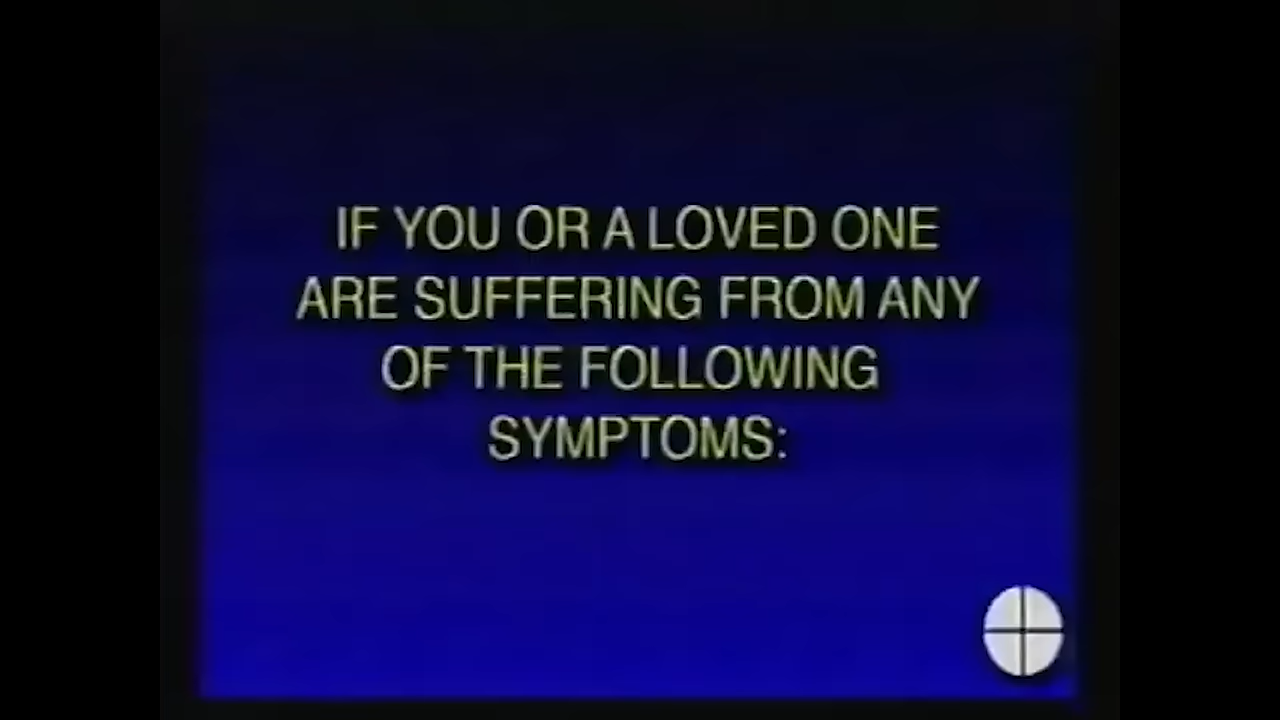 IF YOU OR A LOVED ONE
ARE SUFFERING FROM ANY
OF THE FOLLOWING
SYMPTOMS: